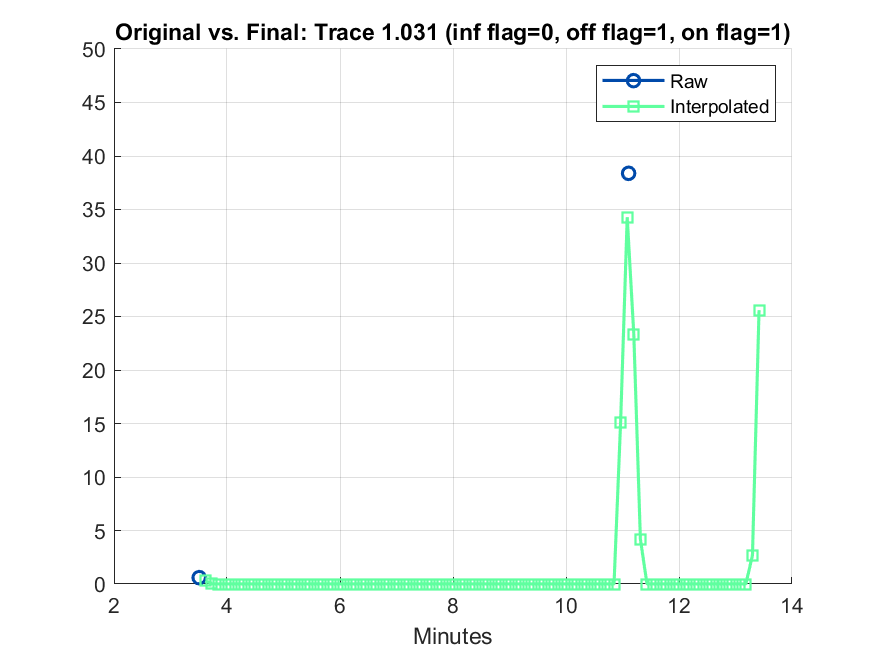 Original vs. Final: Trace 1.031 (inf flag=0, off flag=1, on flag=1)
50
45
40
35
30
25
20
15
10
5
0
Raw
Interpolated
2 4 6 8 10 12 14
Minutes